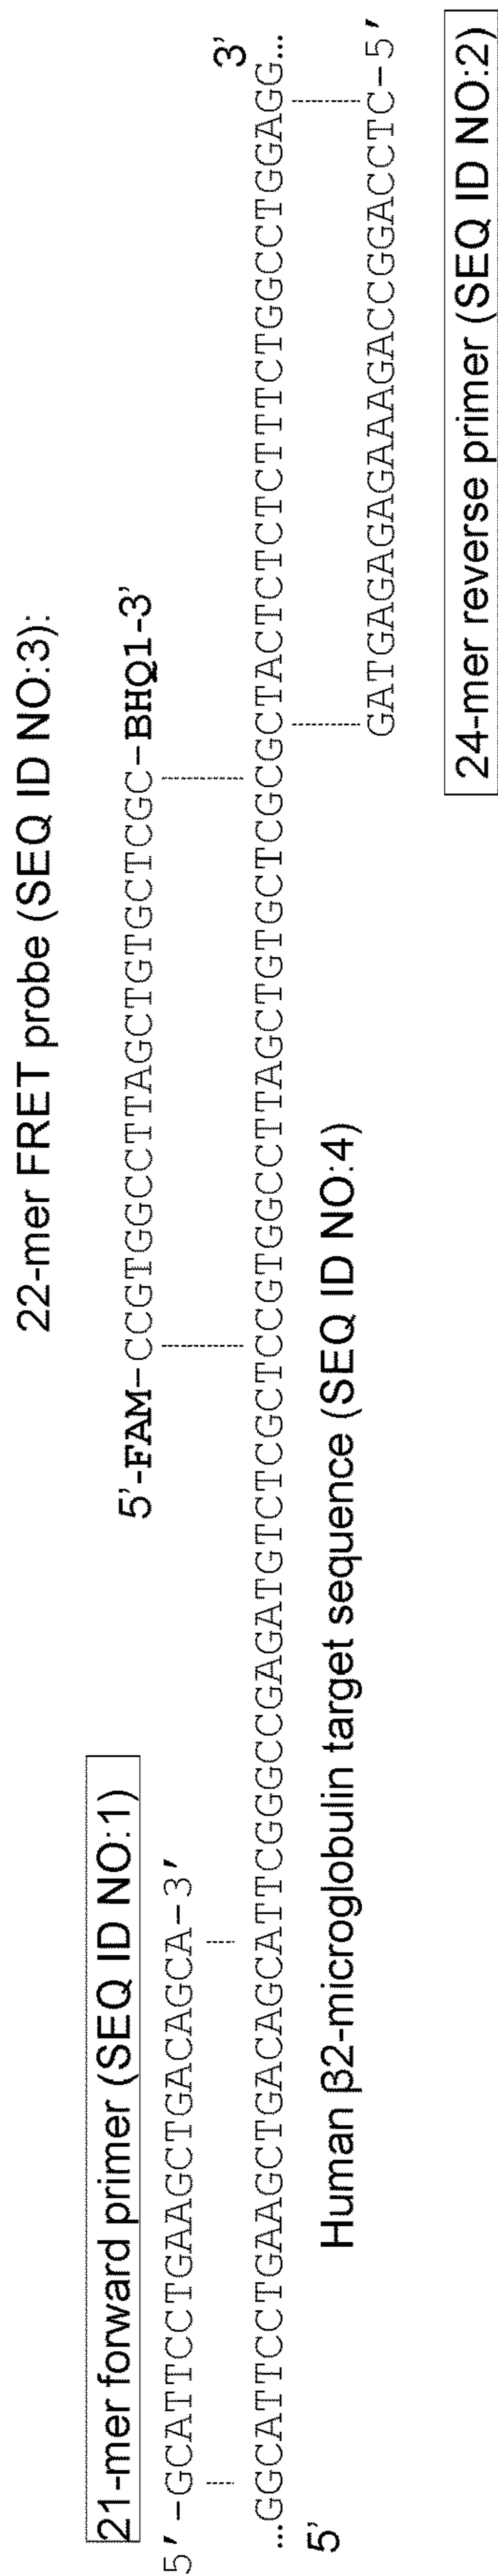 22-mer FRET probe (SEQ ID NO:3):
21-mer forward primer (SEQ ID NO:1)
5'-FAM-CCGTGGCCTTAGCTGTGCTCGC-BHQ1-3'
5'-GCATTCCTGAAGCTGACAGCA-3'
3'
...GGCATTCCTGAAGCTGACAGCATTCGGGCCGAGATGTCTCGCTCCGTGGCCTTAGCTGTGCTCGCGCTACTCTCTCTTTCTGGCCTGGAGG...
5'
Human β2-microglobulin target sequence (SEQ ID NO:4)
GATGAGAGAGAAAGACCGGACCTC-5'
24-mer reverse primer (SEQ ID NO:2)